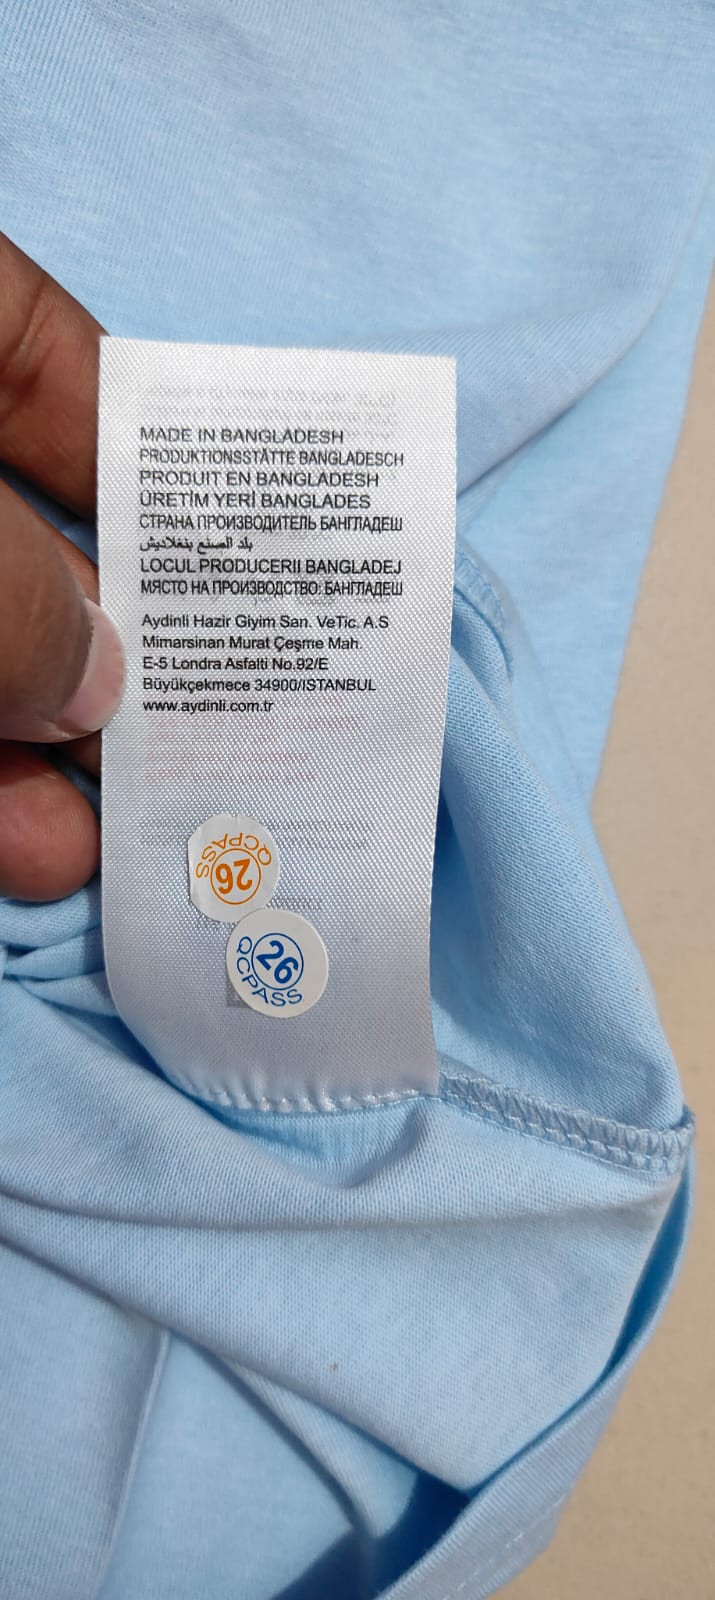 MADE IN BANGLADESH
PRODUKTIONSSTÄTTE BANGLADESCH
PRODUIT EN BANGLADESH
ÜRETİM YERİ BANGLADES
СТРАНА ПРОИЗВОДИТЕЛЬ БАНГЛАДЕШ
بلد الصنع بنغلاديش
LOCUL PRODUCERII BANGLADEJ
МЯСТО НА ПРОИЗВОДСТВО: БАНГЛАДЕШ
Aydinli Hazir Giyim San. VeTic. A.S
Mimarsinan Murat Çeşme Mah.
E-5 Londra Asfalti No.92/E
Büyükçekmece 34900/ISTANBUL
www.aydinli.com.tr
26
QCPASS
26
QCPASS